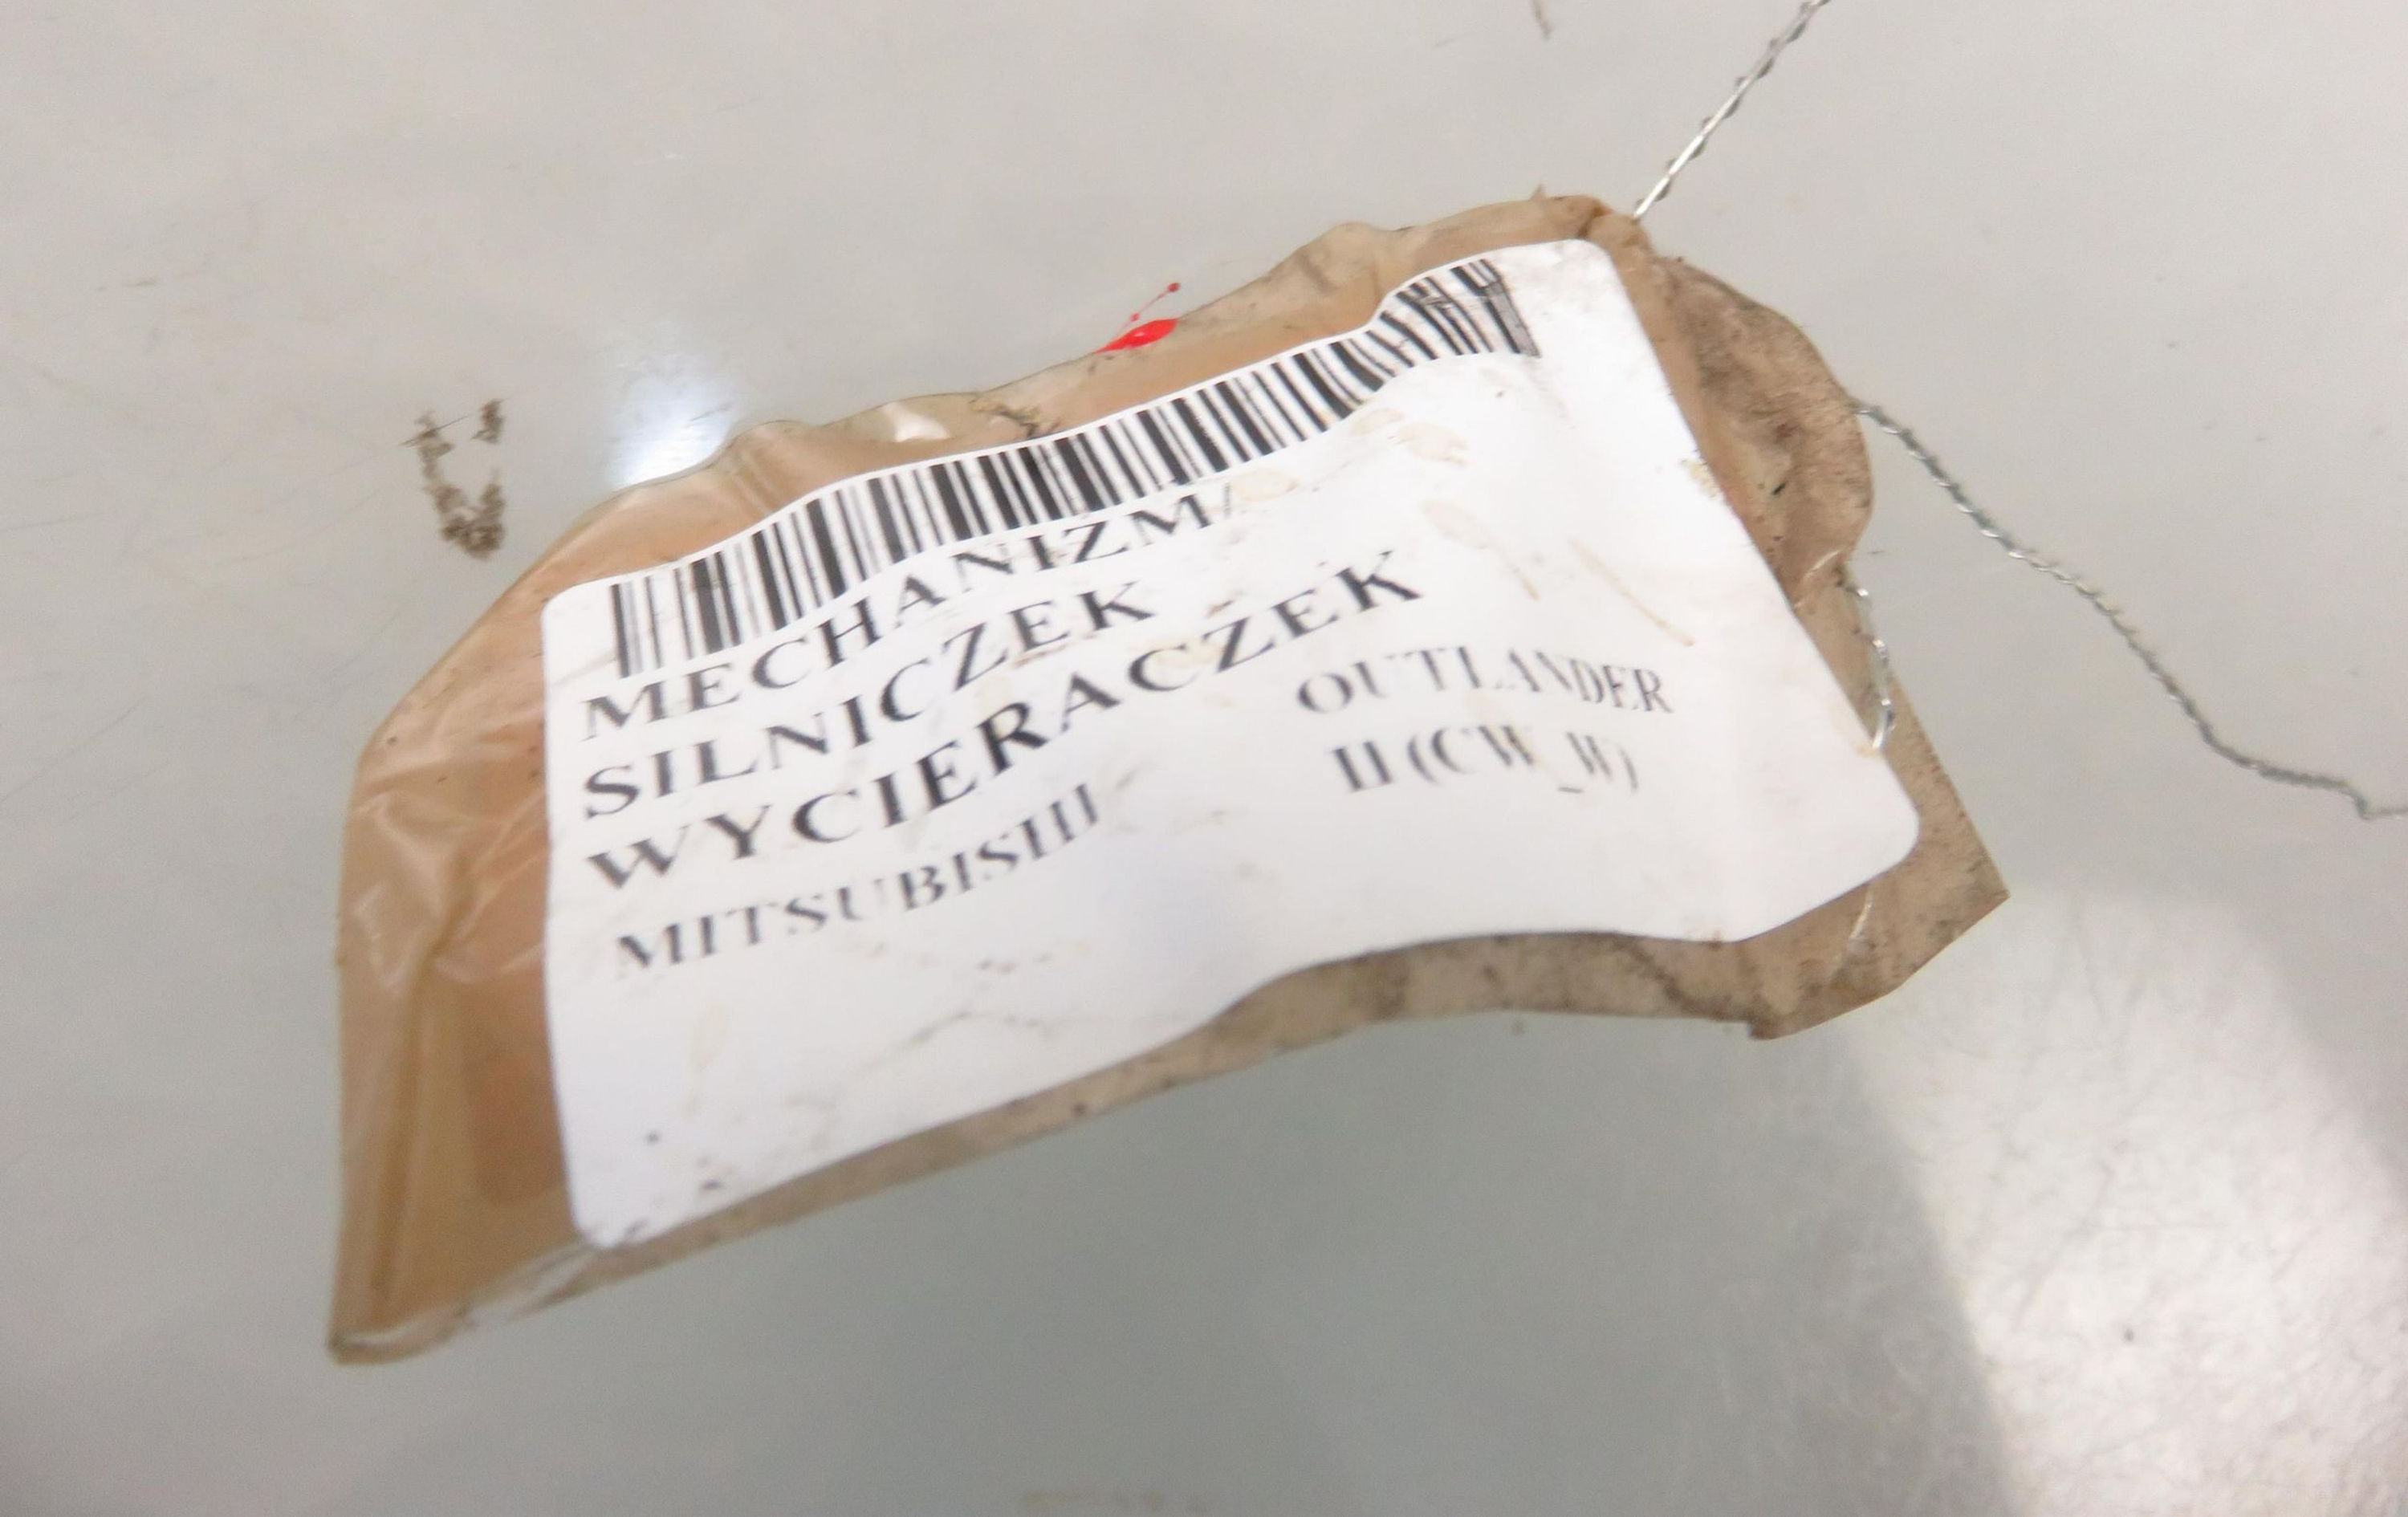 MECHANIZM/
SILNICZEK
WYCIERACZEK
MITSUBISHI
OUTLANDER
II (CW_W)